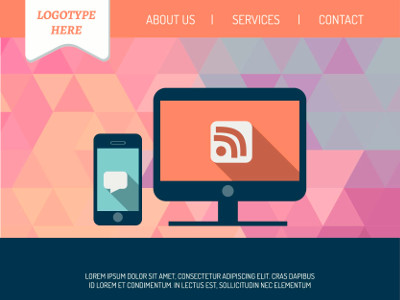 LOGOTYPE
HERE
ABOUT US | SERVICES | CONTACT
LOREM IPSUM DOLOR SIT AMET, CONSECTETUR ADIPISCING ELIT. CRAS DAPIBUS
ID LOREM ET CONDIMENTUM. IN LECTUS EST, SOLLICITUDIN NEC ELEMENTUM